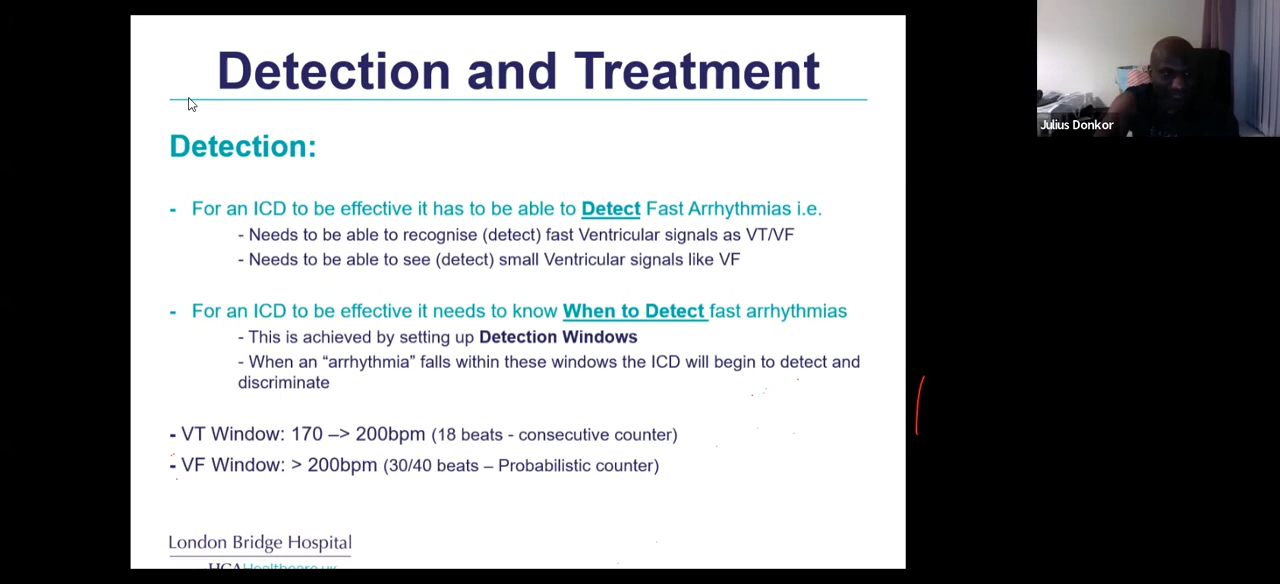 Detection and Treatment
Julius Donkor
Detection:
- For an ICD to be effective it has to be able to Detect Fast Arrhythmias i.e.
- Needs to be able to recognise (detect) fast Ventricular signals as VT/VF
- Needs to be able to see (detect) small Ventricular signals like VF
- For an ICD to be effective it needs to know When to Detect fast arrhythmias
- This is achieved by setting up Detection Windows
- When an “arrhythmia” falls within these windows the ICD will begin to detect and
discriminate
- VT Window: 170 –> 200bpm (18 beats - consecutive counter)
- VF Window: > 200bpm (30/40 beats – Probabilistic counter)
London Bridge Hospital
HCAHealthcare uk